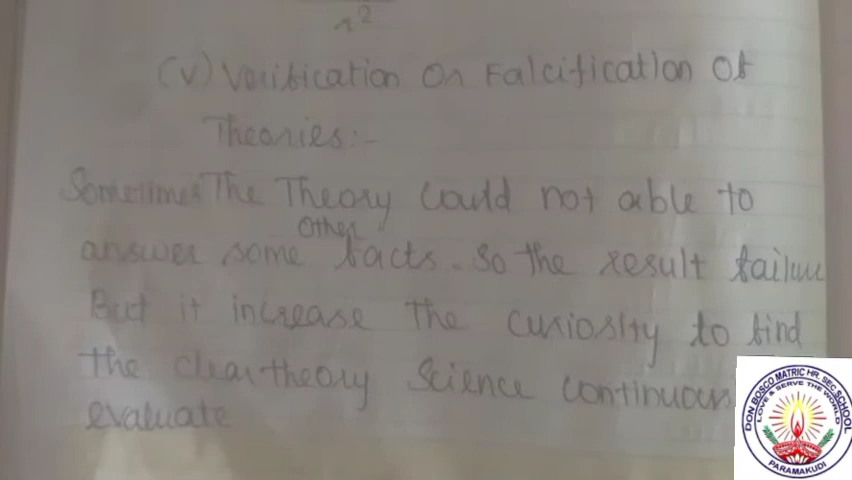 r²
(V) Verification or Falcification of
Theories:-
Sometimes The Theory could not able to
other
answer some facts. So the result failure
But it increase the curiosity to find
the clear theory Science continuous
evaluate
DON BOSCO MATRIC HR. SEC SCHOOL
LOVE & SERVE THE WORLD
PARAMAKUDI